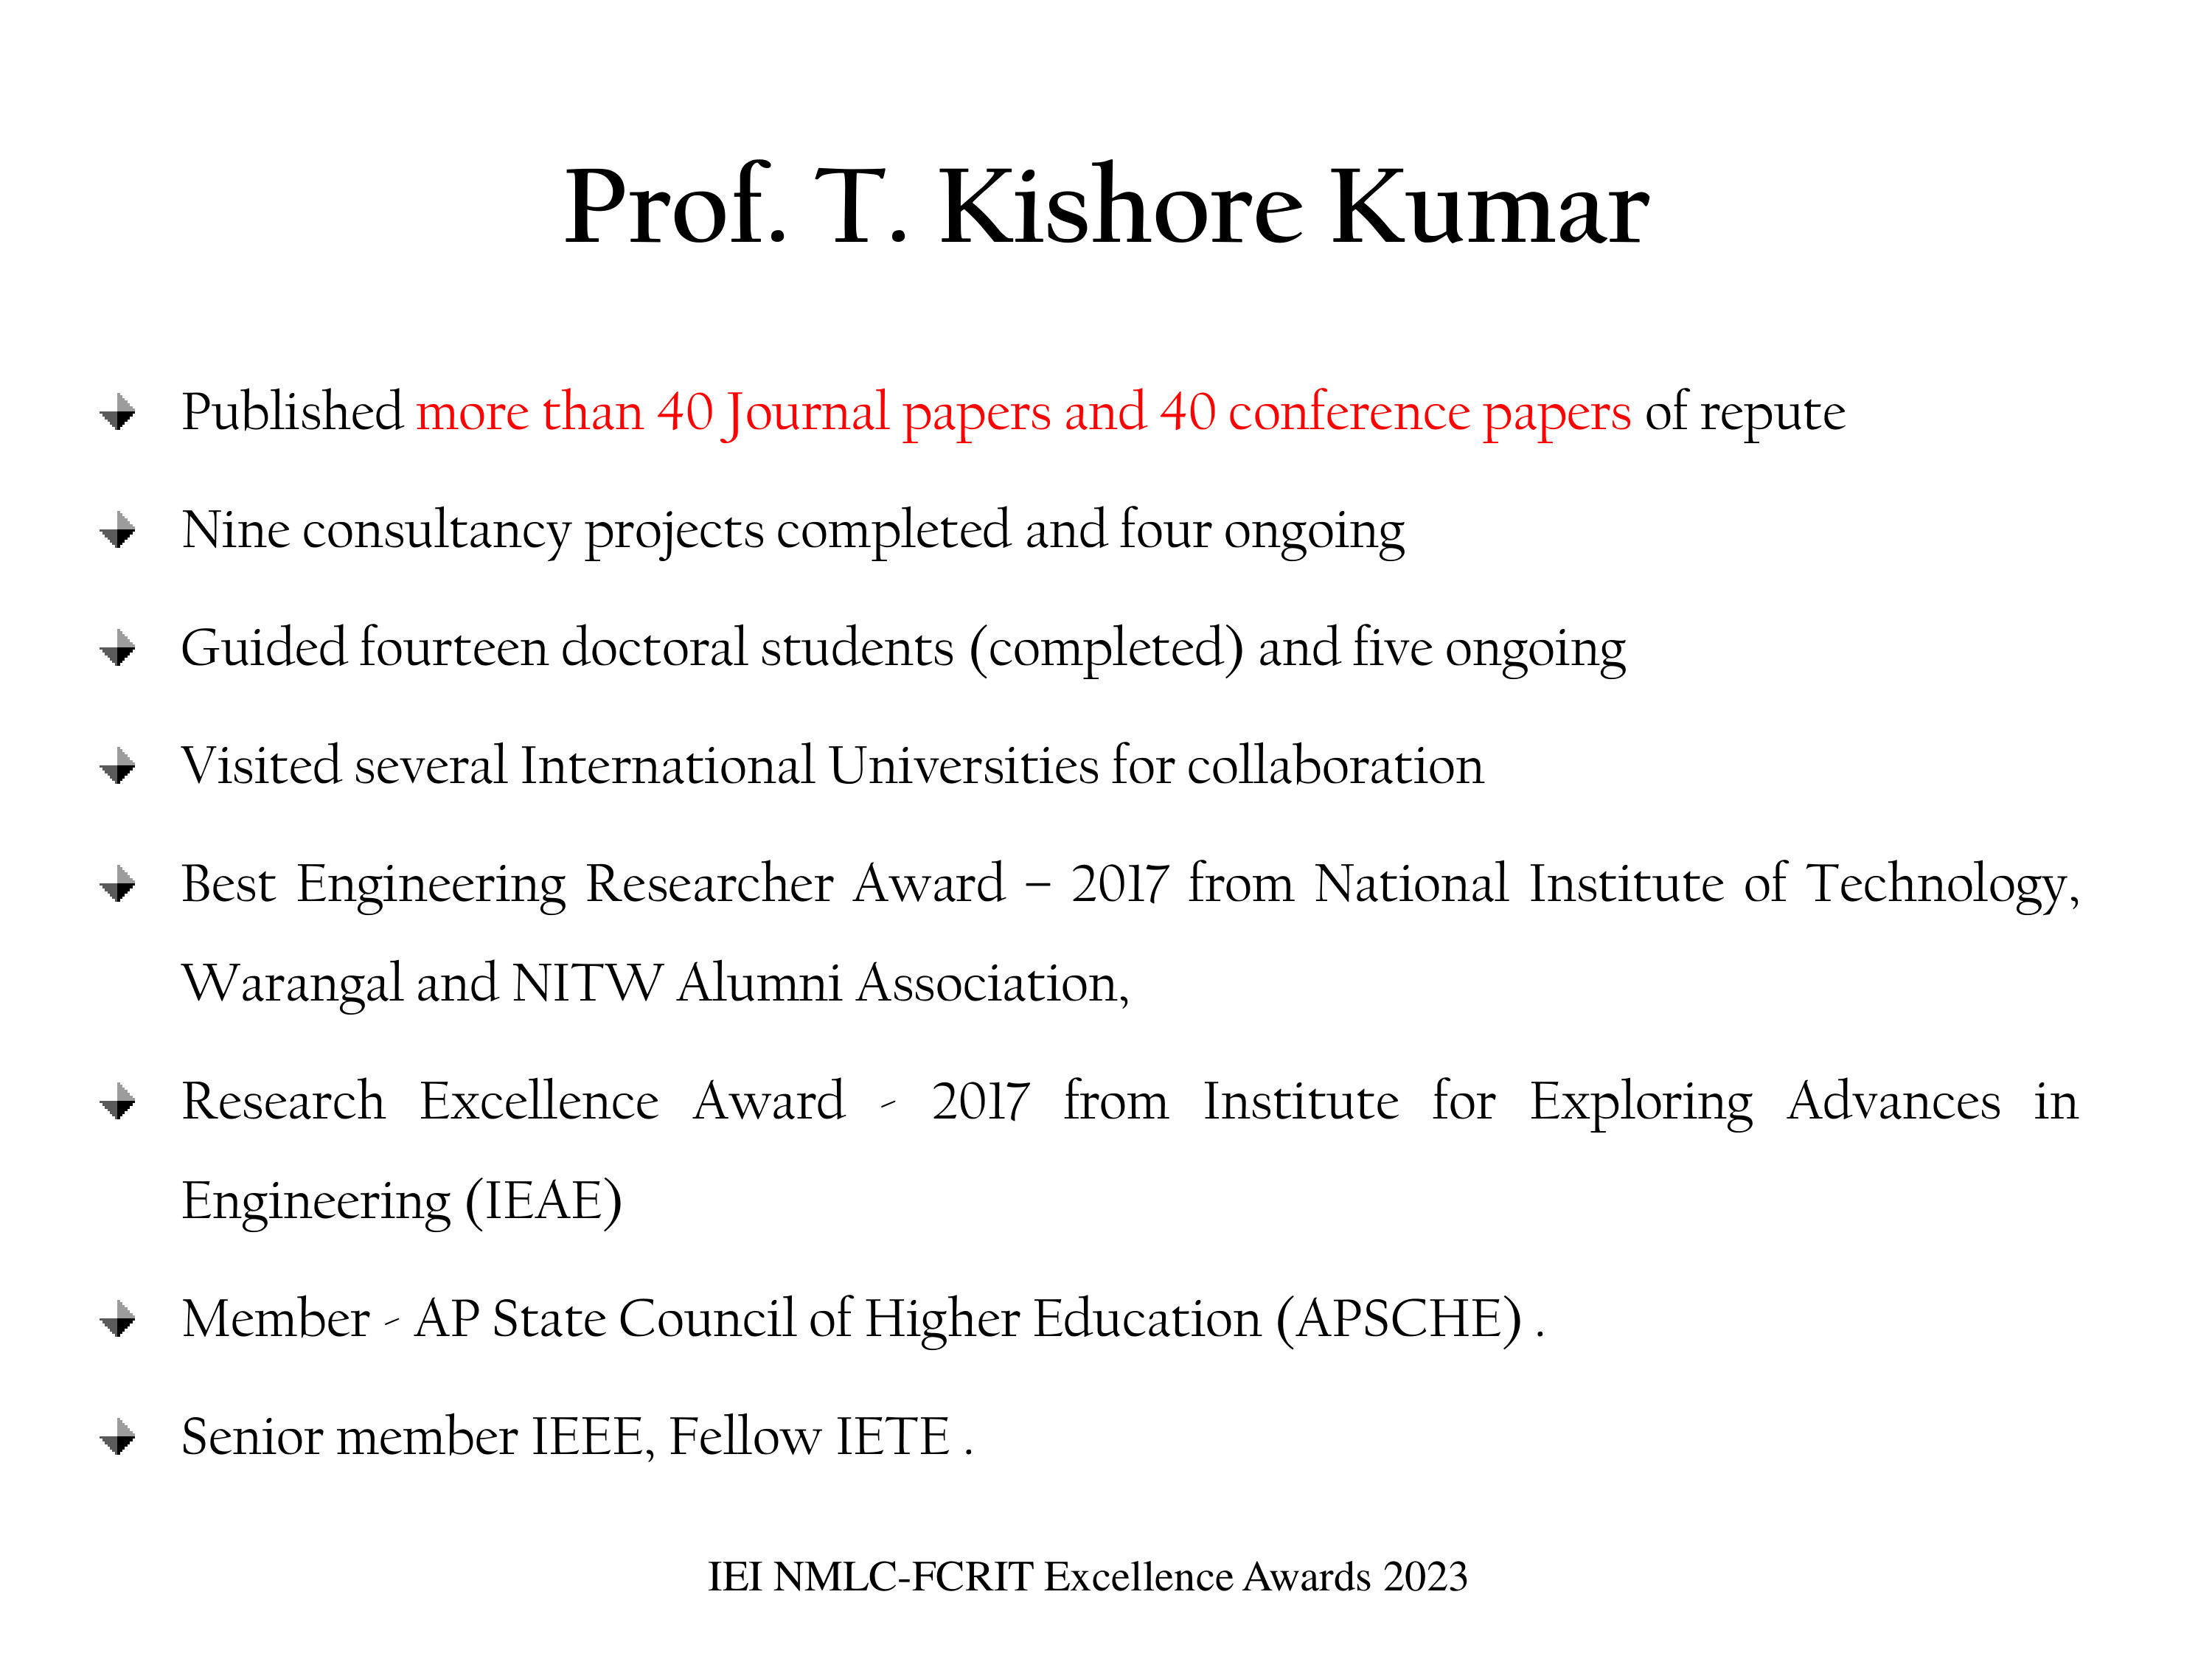 Prof. T. Kishore Kumar
Published more than 40 Journal papers and 40 conference papers of repute
Nine consultancy projects completed and four ongoing
Guided fourteen doctoral students (completed) and five ongoing
Visited several International Universities for collaboration
Best Engineering Researcher Award – 2017 from National Institute of Technology,
Warangal and NITW Alumni Association,
Research Excellence Award - 2017 from Institute for Exploring Advances in
Engineering (IEAE)
Member - AP State Council of Higher Education (APSCHE) .
Senior member IEEE, Fellow IETE .
IEI NMLC-FCRIT Excellence Awards 2023